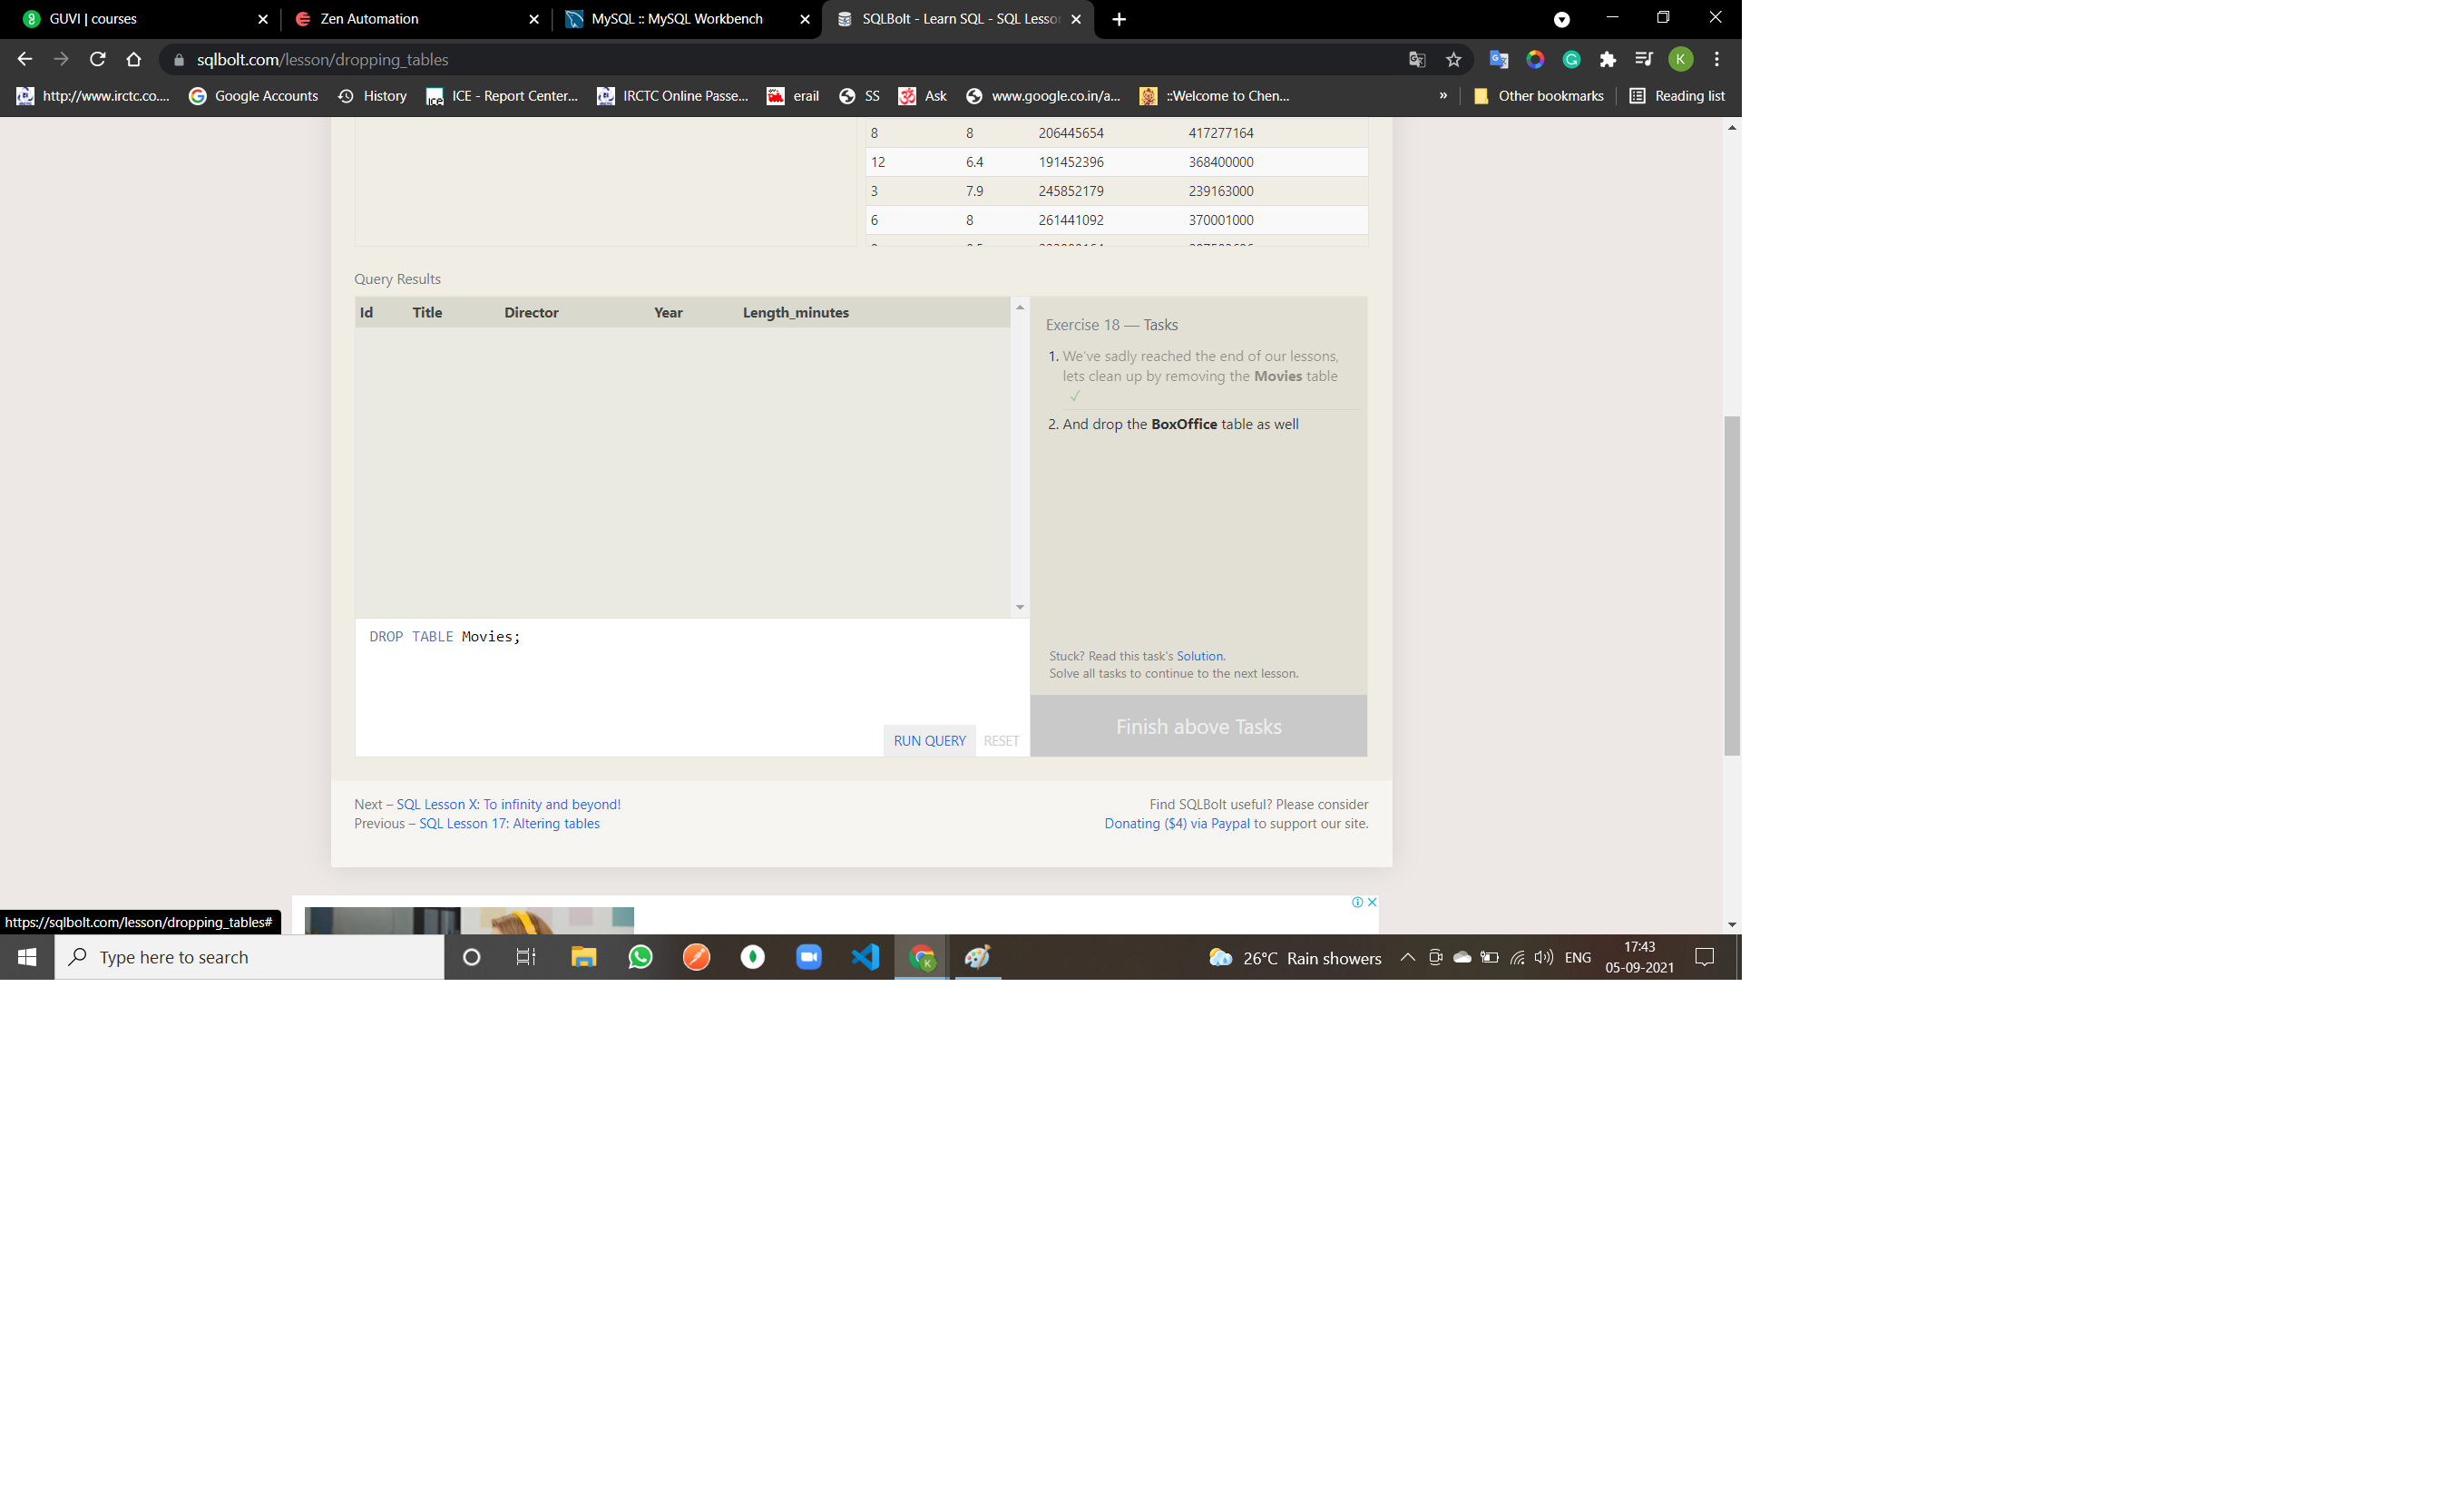 GUVI | courses
Zen Automation
MySQL :: MySQL Workbench
SQLBolt - Learn SQL - SQL Lesso
sqlbolt.com/lesson/dropping_tables
K
http://www.irctc.co....
Google Accounts
History
ICE - Report Center...
IRCTC Online Passe...
erail
SS
Ask
www.google.co.in/a...
::Welcome to Chen...
»
Other bookmarks
Reading list
8 8 206445654 417277164
12 6.4 191452396 368400000
3 7.9 245852179 239163000
6 8 261441092 370001000
Query Results
Id Title Director Year Length_minutes
Exercise 18 — Tasks
1. We've sadly reached the end of our lessons,
lets clean up by removing the Movies table
✓
2. And drop the BoxOffice table as well
DROP TABLE Movies;
Stuck? Read this task's Solution.
Solve all tasks to continue to the next lesson.
RUN QUERY RESET
Finish above Tasks
Next – SQL Lesson X: To infinity and beyond!
Previous – SQL Lesson 17: Altering tables
Find SQLBolt useful? Please consider
Donating ($4) via Paypal to support our site.
https://sqlbolt.com/lesson/dropping_tables#
Type here to search
26°C Rain showers
ENG
17:43
05-09-2021